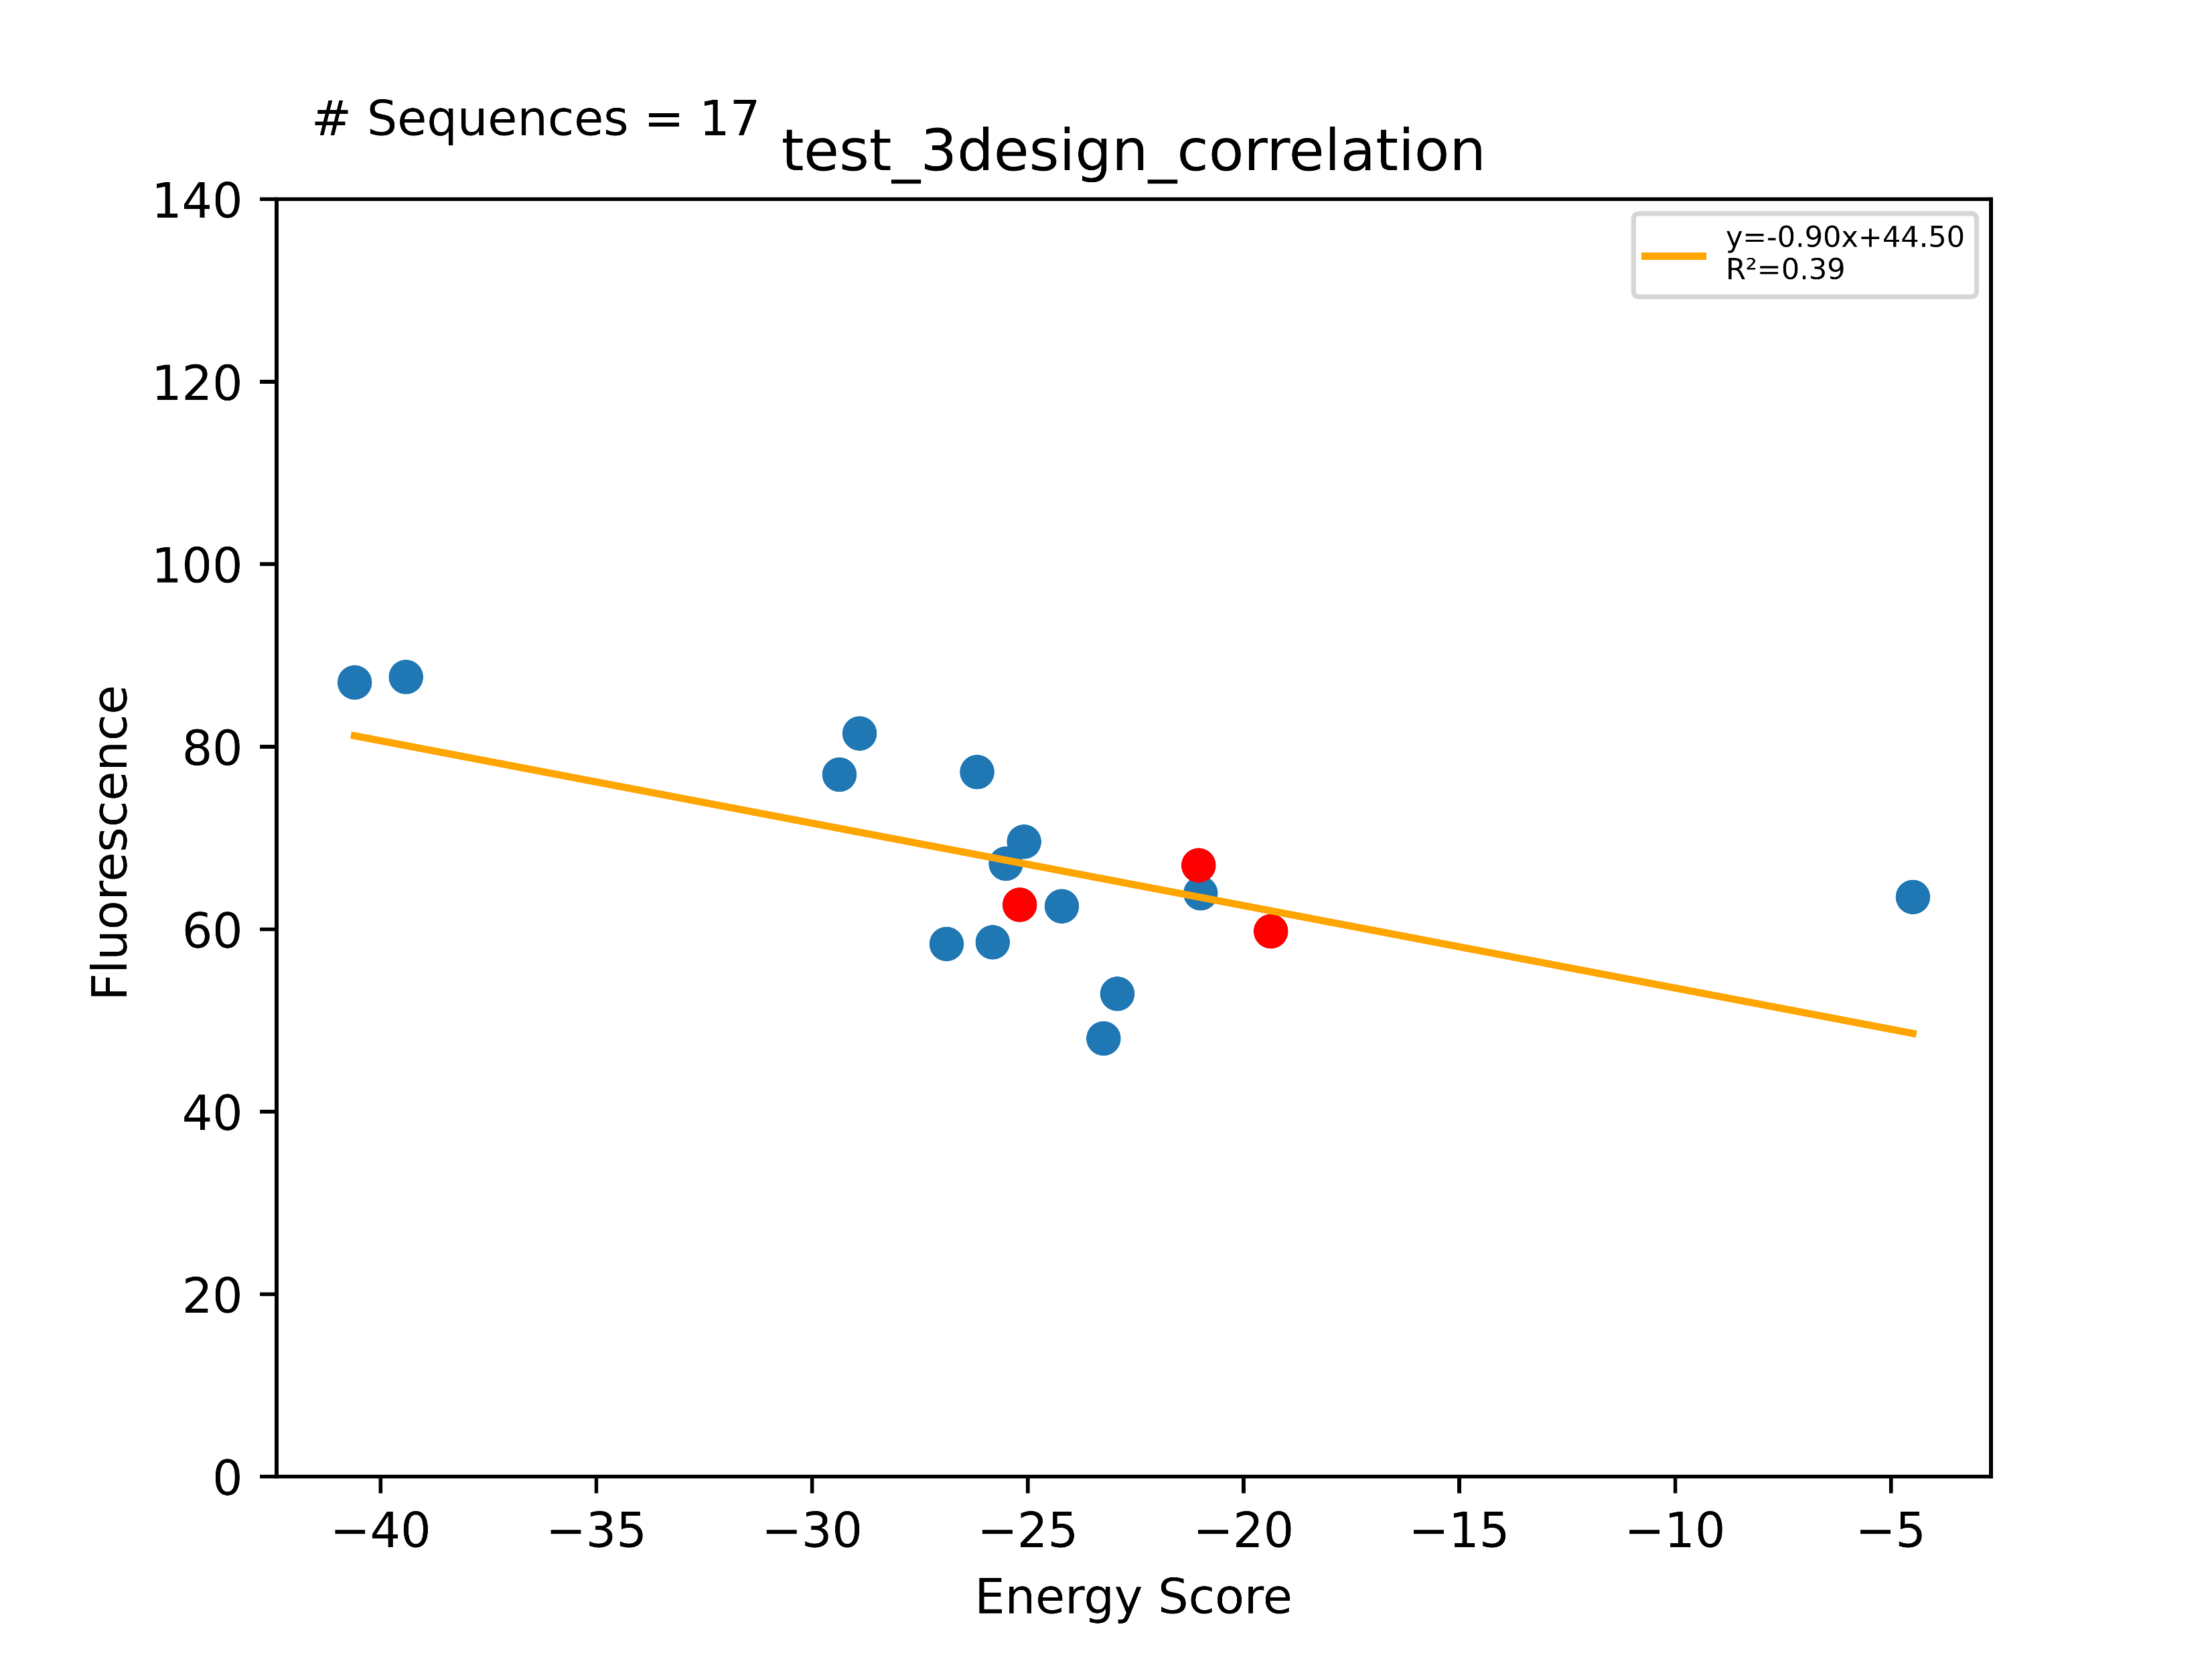 # Sequences = 17
test_3design_correlation
y=-0.90x+44.50
R²=0.39
140
120
100
80
60
40
20
0
Fluorescence
−40 −35 −30 −25 −20 −15 −10 −5
Energy Score